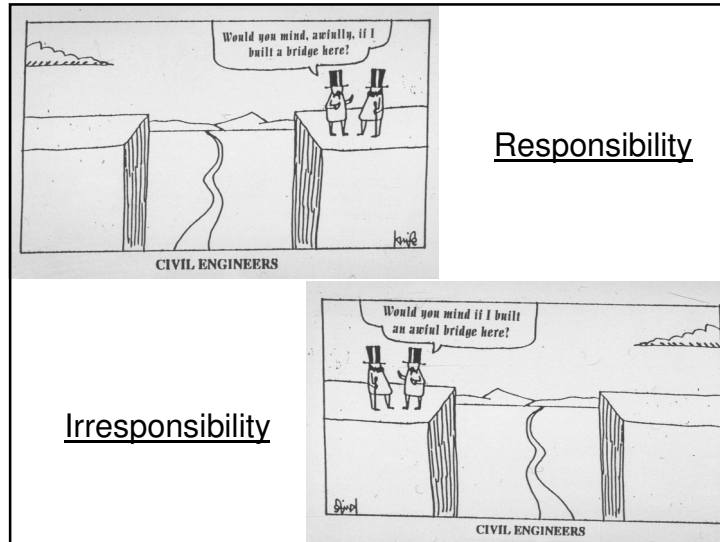 Would you mind, awfully, if I
built a bridge here?
Responsibility
CIVIL ENGINEERS
Would you mind if I built
an awful bridge here?
Irresponsibility
CIVIL ENGINEERS